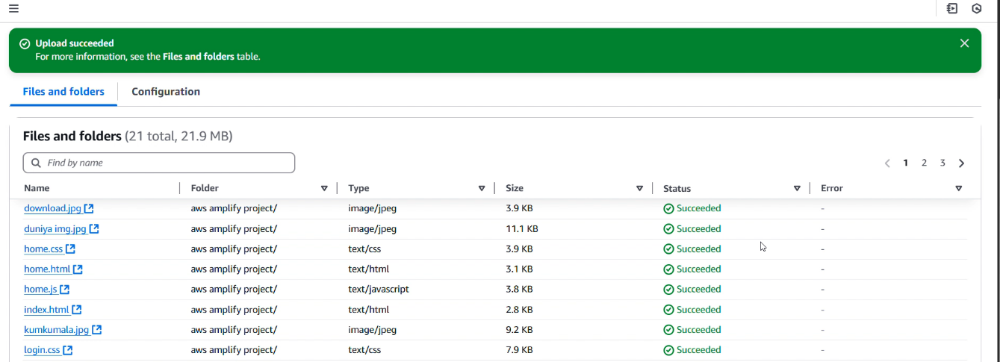 Upload succeeded
For more information, see the Files and folders table.
Files and folders Configuration
Files and folders (21 total, 21.9 MB)
Find by name 1 2 3
Name Folder Type Size Status Error
download.jpg aws amplify project/ image/jpeg 3.9 KB Succeeded -
duniya img.jpg aws amplify project/ image/jpeg 11.1 KB Succeeded -
home.css aws amplify project/ text/css 3.9 KB Succeeded -
home.html aws amplify project/ text/html 3.1 KB Succeeded -
home.js aws amplify project/ text/javascript 3.8 KB Succeeded -
index.html aws amplify project/ text/html 2.8 KB Succeeded -
kumkumala.jpg aws amplify project/ image/jpeg 9.2 KB Succeeded -
login.css aws amplify project/ text/css 7.9 KB Succeeded -